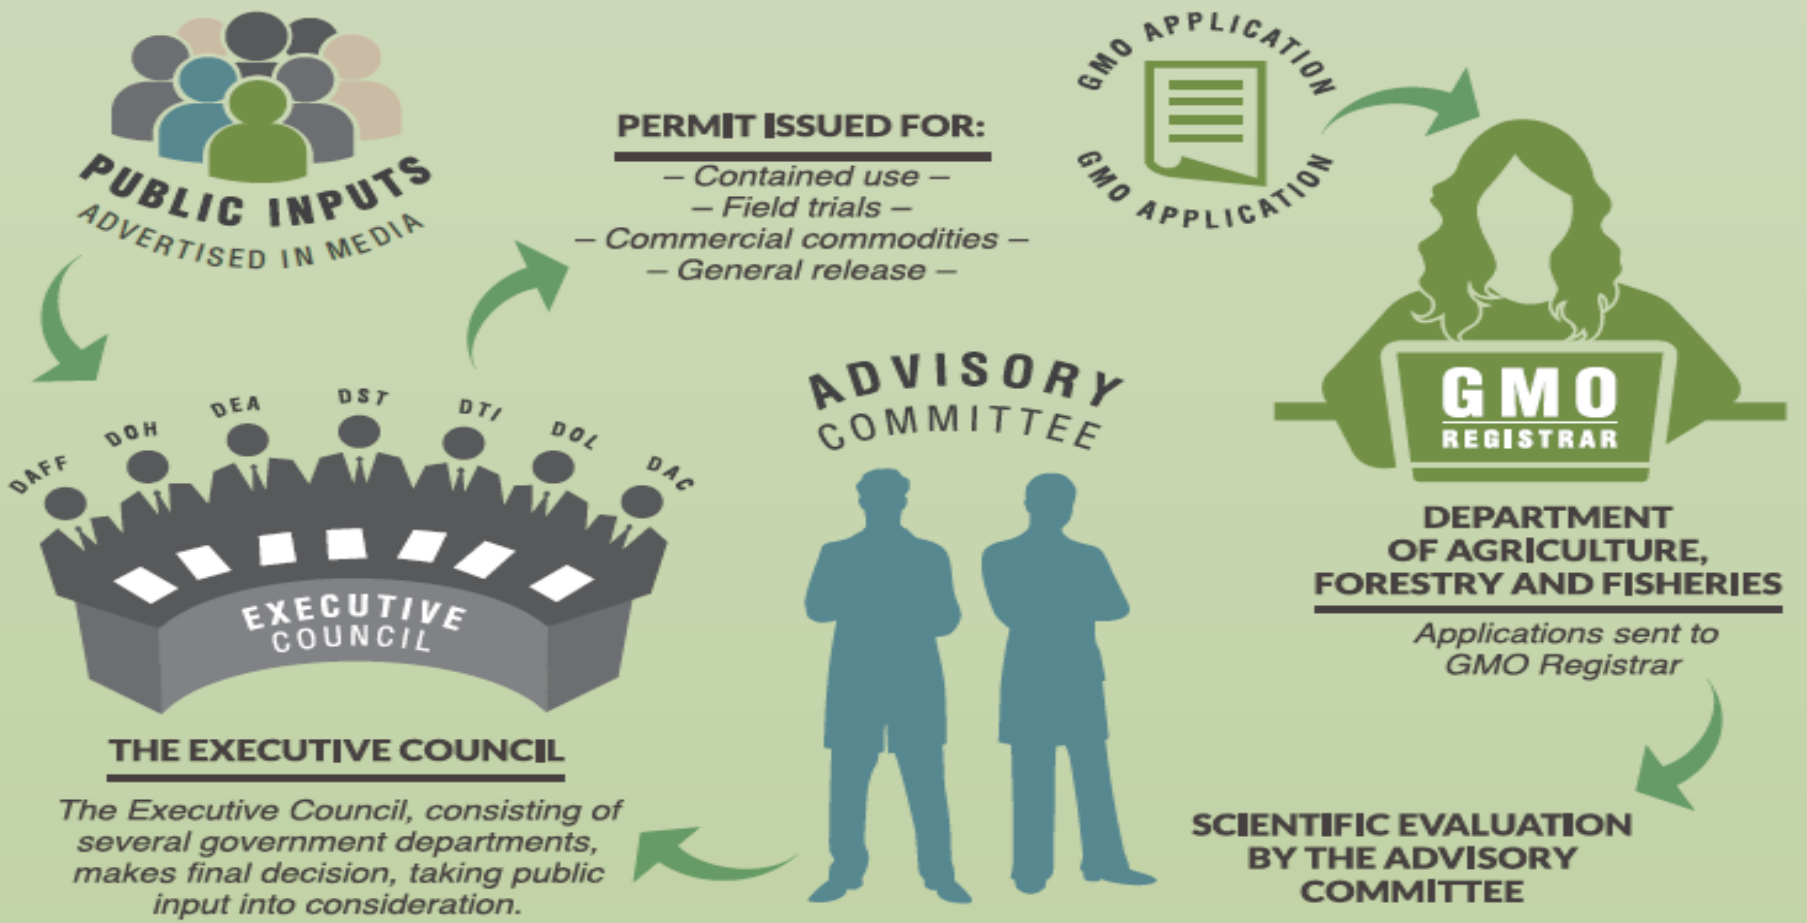 PUBLIC INPUTS
ADVERTISED IN MEDIA
PERMIT ISSUED FOR:
– Contained use –
– Field trials –
– Commercial commodities –
– General release –
GMO APPLICATION
GMO APPLICATION
GMO
REGISTRAR
DEPARTMENT
OF AGRICULTURE,
FORESTRY AND FISHERIES
Applications sent to
GMO Registrar
SCIENTIFIC EVALUATION
BY THE ADVISORY
COMMITTEE
ADVISORY
COMMITTEE
DAFF
DOH
DEA
DST
DTI
DOL
DAC
EXECUTIVE
COUNCIL
THE EXECUTIVE COUNCIL
The Executive Council, consisting of
several government departments,
makes final decision, taking public
input into consideration.